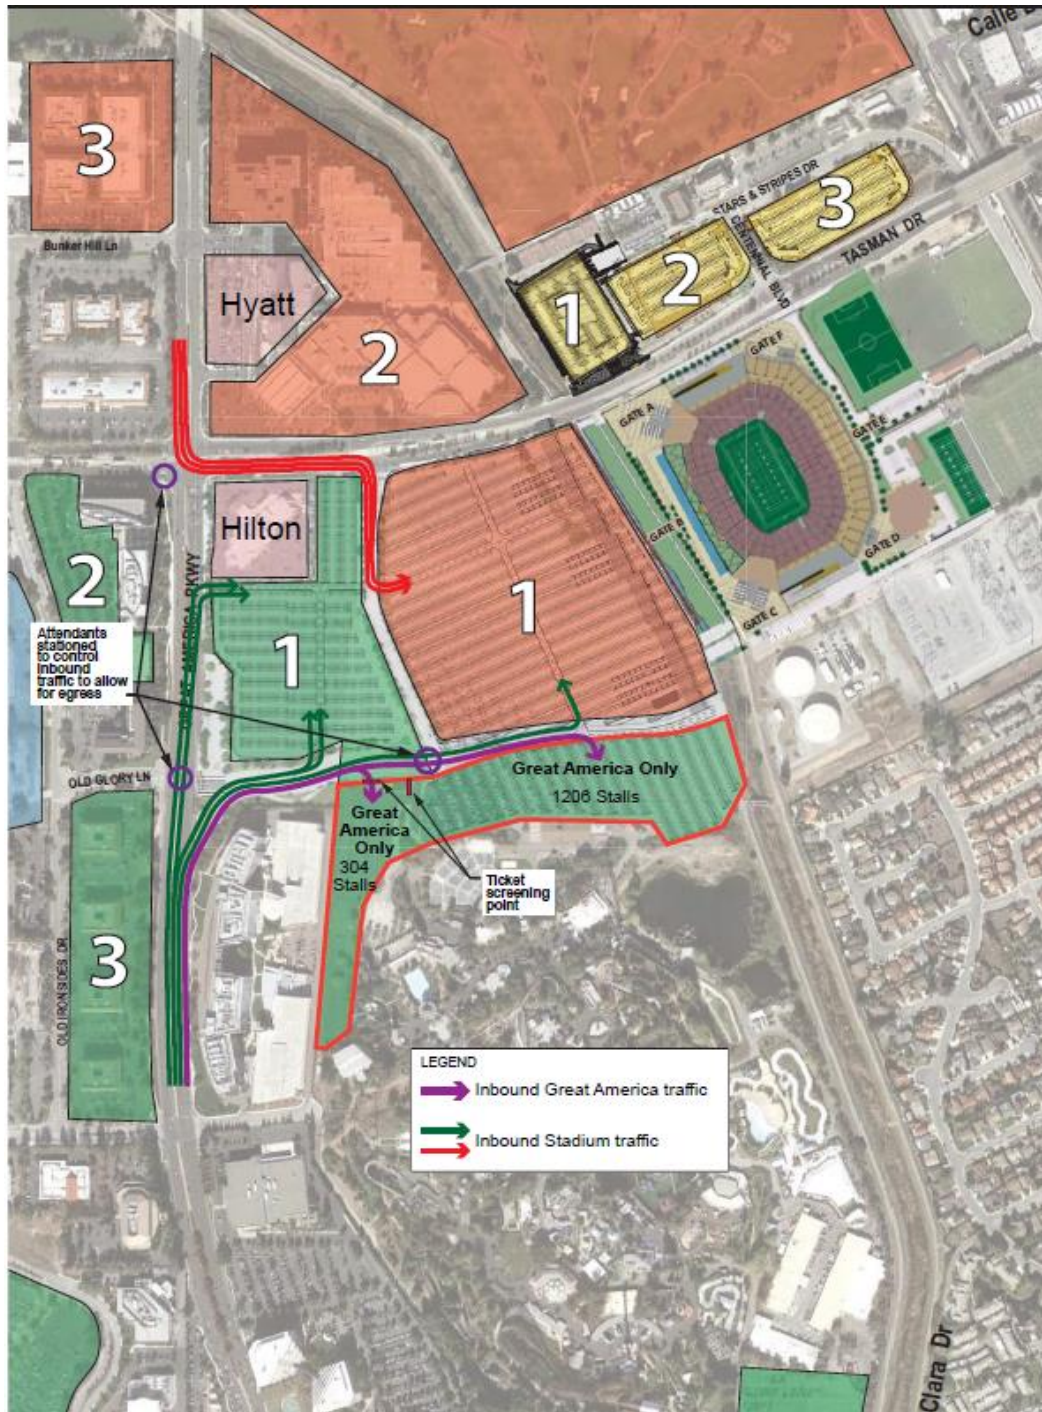 Calle D
3
STARS & STRIPES DR
3
TASMAN DR
CENTENNIAL BLVD
Bunker Hill Ln
2
Hyatt
1
2
GATE F
GATE A
GATE E
GATE B
GATE D
GATE C
Hilton
1
2
1
GREAT AMERICA PKWY
Attendants
stationed
to control
inbound
traffic to allow
for egress
OLD GLORY LN
Great America Only
1206 Stalls
Great
America
Only
304
Stalls
Ticket
screening
point
3
OLD IRONSIDES DR
LEGEND
Inbound Great America traffic
Inbound Stadium traffic
Clara Dr